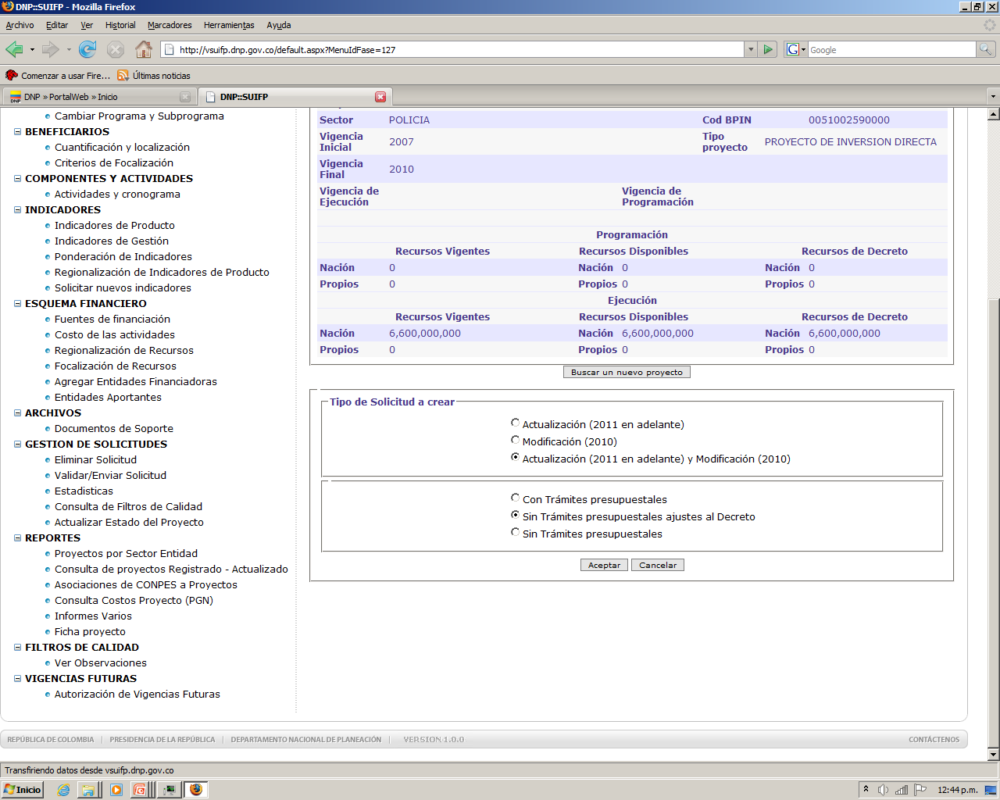 DNP::SUIFP - Mozilla Firefox
Archivo Editar Ver Historial Marcadores Herramientas Ayuda
http://vsuifp.dnp.gov.co/default.aspx?MenuIdFase=127
G Google
Comenzar a usar Fire... Últimas noticias
DNP » PortalWeb » Inicio DNP::SUIFP
Cambiar Programa y Subprograma
BENEFICIARIOS
Cuantificación y localización
Criterios de Focalización
COMPONENTES Y ACTIVIDADES
Actividades y cronograma
INDICADORES
Indicadores de Producto
Indicadores de Gestión
Ponderación de Indicadores
Regionalización de Indicadores de Producto
Solicitar nuevos indicadores
ESQUEMA FINANCIERO
Fuentes de financiación
Costo de las actividades
Regionalización de Recursos
Focalización de Recursos
Agregar Entidades Financiadoras
Entidades Aportantes
ARCHIVOS
Documentos de Soporte
GESTION DE SOLICITUDES
Eliminar Solicitud
Validar/Enviar Solicitud
Estadisticas
Consulta de Filtros de Calidad
Actualizar Estado del Proyecto
REPORTES
Proyectos por Sector Entidad
Consulta de proyectos Registrado - Actualizado
Asociaciones de CONPES a Proyectos
Consulta Costos Proyecto (PGN)
Informes Varios
Ficha proyecto
FILTROS DE CALIDAD
Ver Observaciones
VIGENCIAS FUTURAS
Autorización de Vigencias Futuras
Sector POLICIA Cod BPIN 0051002590000
Vigencia Inicial 2007 Tipo proyecto PROYECTO DE INVERSION DIRECTA
Vigencia Final 2010
Vigencia de Ejecución Vigencia de Programación
Programación
Recursos Vigentes Recursos Disponibles Recursos de Decreto
Nación 0 Nación 0 Nación 0
Propios 0 Propios 0 Propios 0
Ejecución
Recursos Vigentes Recursos Disponibles Recursos de Decreto
Nación 6,600,000,000 Nación 6,600,000,000 Nación 6,600,000,000
Propios 0 Propios 0 Propios 0
Buscar un nuevo proyecto
Tipo de Solicitud a crear
Actualización (2011 en adelante)
Modificación (2010)
Actualización (2011 en adelante) y Modificación (2010)
Con Trámites presupuestales
Sin Trámites presupuestales ajustes al Decreto
Sin Trámites presupuestales
Aceptar Cancelar
REPÚBLICA DE COLOMBIA | PRESIDENCIA DE LA REPÚBLICA | DEPARTAMENTO NACIONAL DE PLANEACIÓN | VERSION 1.0.0 CONTÁCTENOS
Transfiriendo datos desde vsuifp.dnp.gov.co
Inicio 12:44 p.m.